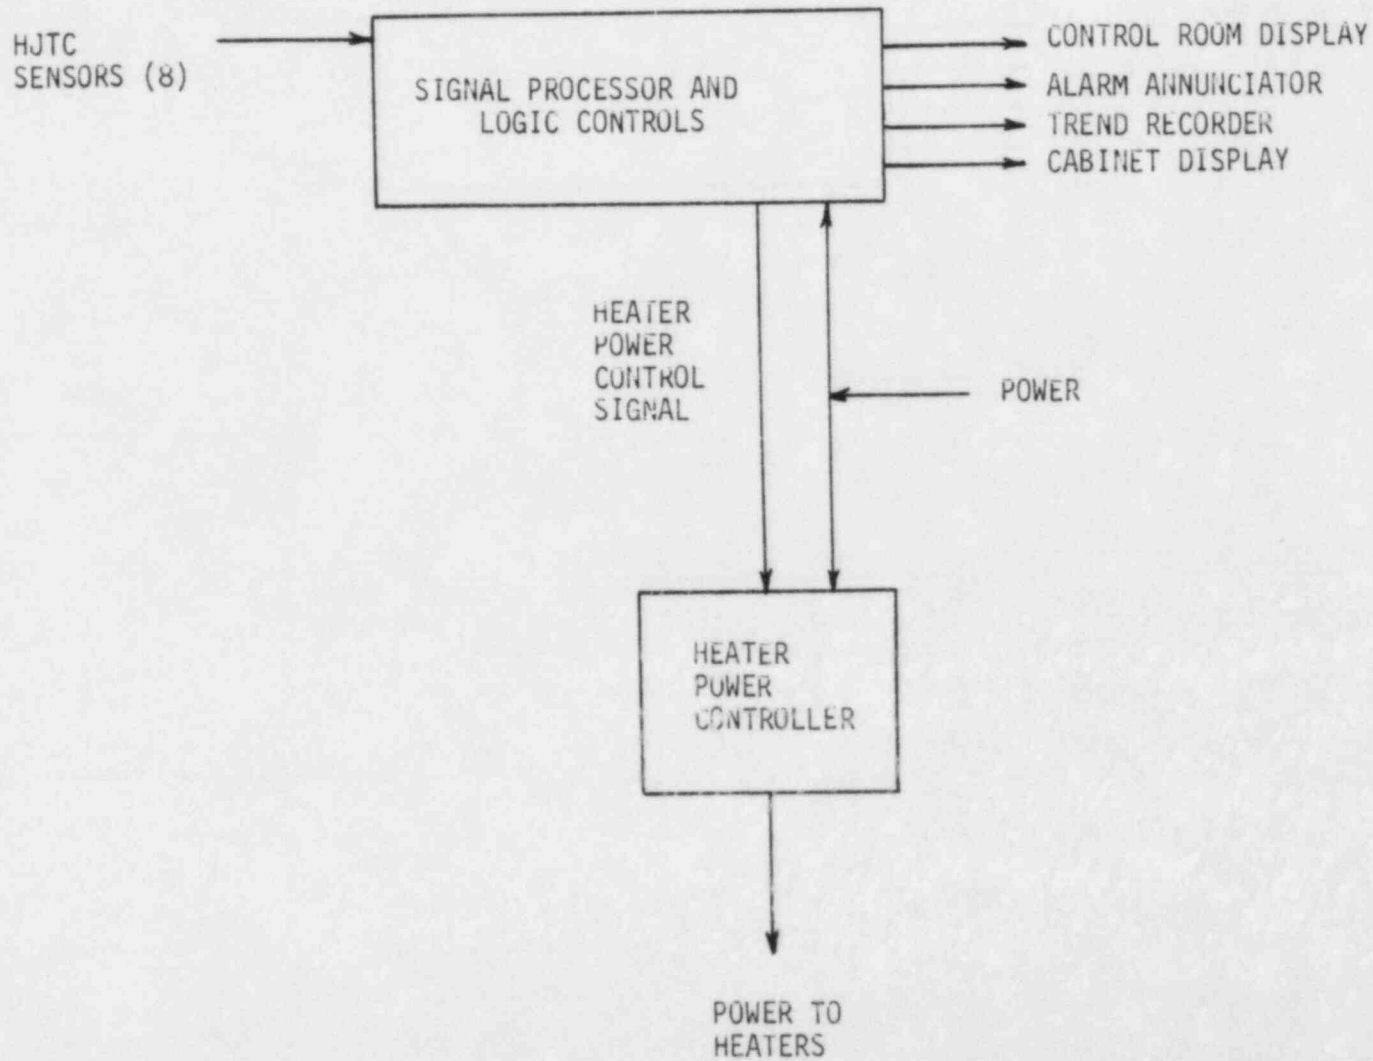 HJTC
SENSORS (8)
SIGNAL PROCESSOR AND
LOGIC CONTROLS
CONTROL ROOM DISPLAY
ALARM ANNUNCIATOR
TREND RECORDER
CABINET DISPLAY
HEATER
POWER
CONTROL
SIGNAL
POWER
HEATER
POWER
CONTROLLER
POWER TO
HEATERS